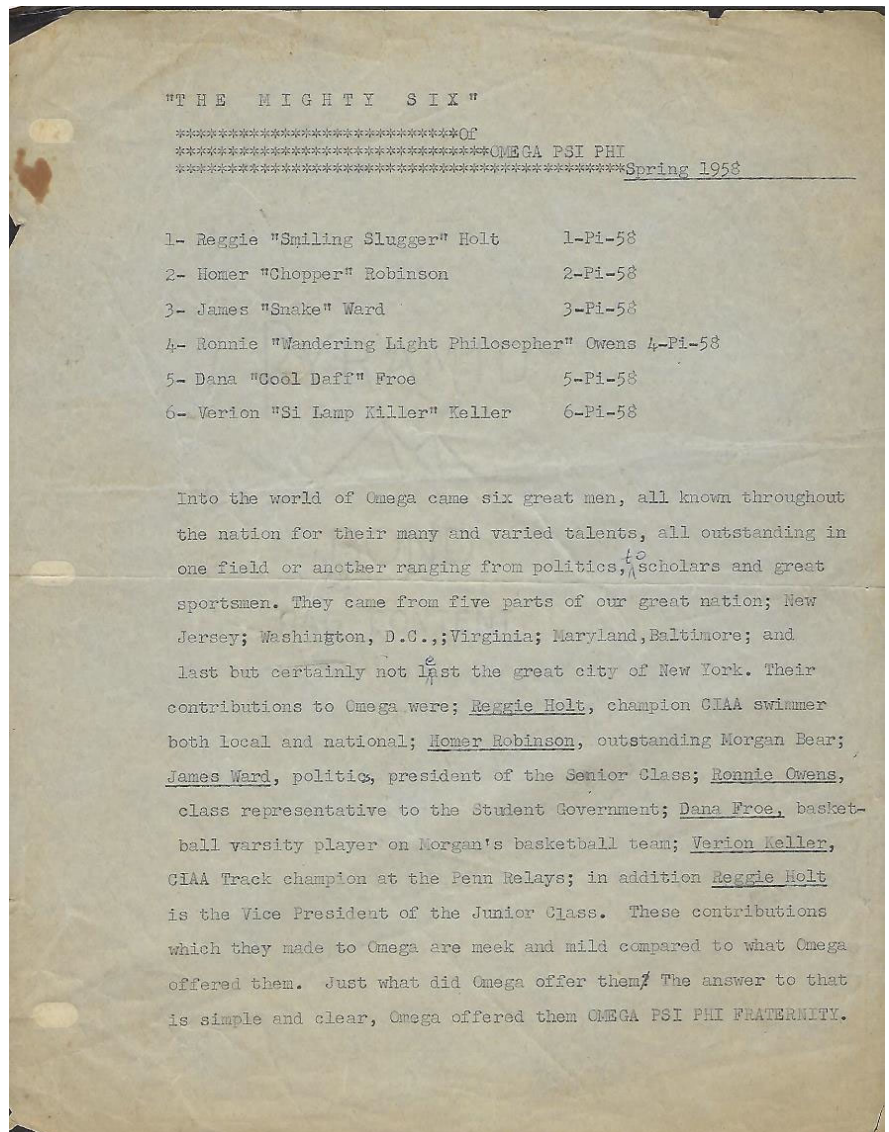 "T H E   M I G H T Y   S I X"
***************************Of
******************************OMEGA PSI PHI
*******************************************Spring 1958
1- Reggie "Smiling Slugger" Holt 1-Pi-58
2- Homer "Chopper" Robinson 2-Pi-58
3- James "Snake" Ward 3-Pi-58
4- Ronnie "Wandering Light Philosopher" Owens 4-Pi-58
5- Dana "Cool Daff" Froe 5-Pi-58
6- Verion "Si Lamp Killer" Keller 6-Pi-58
Into the world of Omega came six great men, all known throughout
the nation for their many and varied talents, all outstanding in
one field or another ranging from politics, to scholars and great
sportsmen. They came from five parts of our great nation; New
Jersey; Washington, D.C.,;Virginia; Maryland,Baltimore; and
last but certainly not least the great city of New York. Their
contributions to Omega were; Reggie Holt, champion CIAA swimmer
both local and national; Homer Robinson, outstanding Morgan Bear;
James Ward, politics, president of the Senior Class; Ronnie Owens,
class representative to the Student Government; Dana Froe, basket-
ball varsity player on Morgan's basketball team; Verion Keller,
CIAA Track champion at the Penn Relays; in addition Reggie Holt
is the Vice President of the Junior Class. These contributions
which they made to Omega are meek and mild compared to what Omega
offered them. Just what did Omega offer them? The answer to that
is simple and clear, Omega offered them OMEGA PSI PHI FRATERNITY.